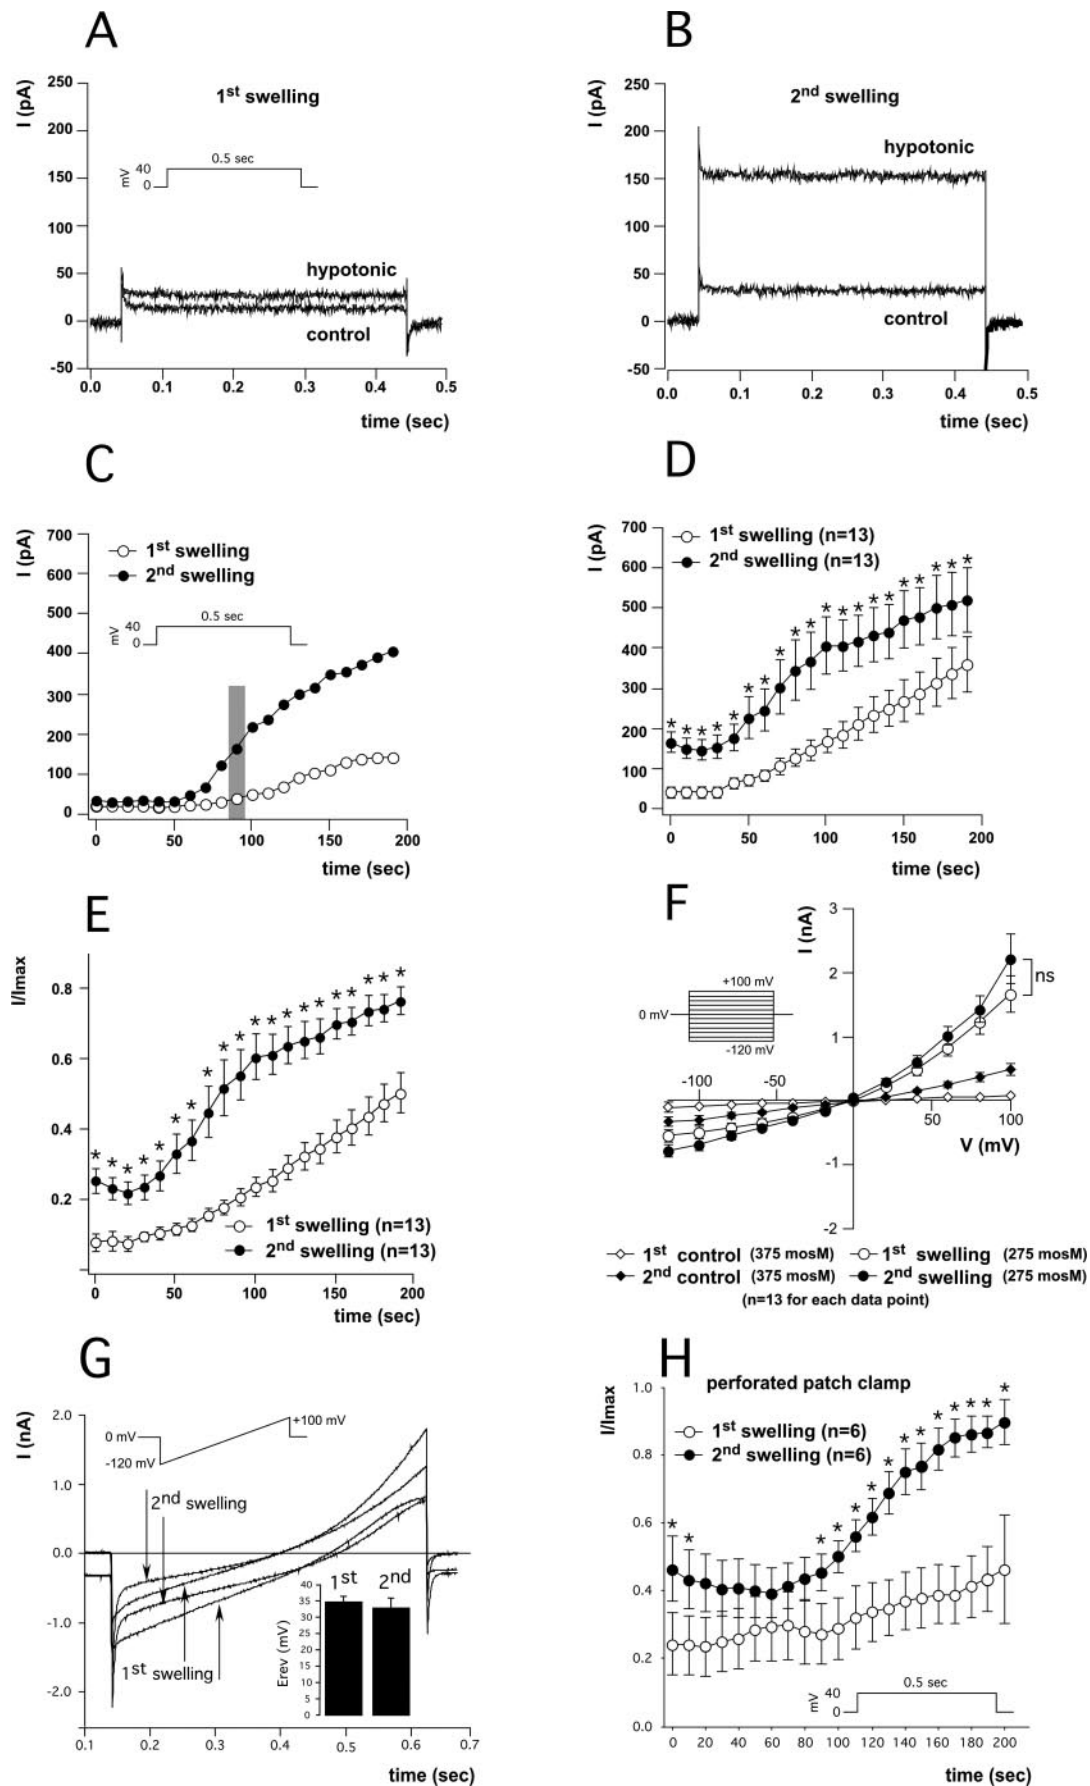 A
I (pA)
250
200
150
100
50
0
-50
1st swelling
0.5 sec
mV
40
0
hypotonic
control
0.0 0.1 0.2 0.3 0.4 0.5
time (sec)
B
I (pA)
250
200
150
100
50
0
-50
2nd swelling
hypotonic
control
0.0 0.1 0.2 0.3 0.4 0.5
time (sec)
C
I (pA)
700
600
500
400
300
200
100
0
1st swelling
2nd swelling
0.5 sec
mV
40
0
0 50 100 150 200
time (sec)
D
I (pA)
700
600
500
400
300
200
100
0
1st swelling (n=13)
2nd swelling (n=13)
* * * * * * * * * * * * * * * * * * * *
0 50 100 150 200
time (sec)
E
I/Imax
0.8
0.6
0.4
0.2
* * * * * * * * * * * * * * * * * * * *
1st swelling (n=13)
2nd swelling (n=13)
0 50 100 150 200
time (sec)
F
I (nA)
3
2
1
-1
-2
+100 mV
0 mV
-120 mV
ns
-100 -50
50 100
V (mV)
1st control (375 mosM) 1st swelling (275 mosM)
2nd control (375 mosM) 2nd swelling (275 mosM)
(n=13 for each data point)
G
I (nA)
2.0
1.0
0.0
-1.0
-2.0
0 mV
+100 mV
-120 mV
2nd swelling
1st swelling
1st 2nd
Erev (mV)
40
35
30
25
20
15
10
5
0
0.1 0.2 0.3 0.4 0.5 0.6 0.7
time (sec)
H
perforated patch clamp
I/Imax
1.0
0.8
0.6
0.4
0.2
0.0
1st swelling (n=6)
2nd swelling (n=6)
* * * * * * * * * * * * * *
0.5 sec
mV
40
0
0 20 40 60 80 100 120 140 160 180 200
time (sec)